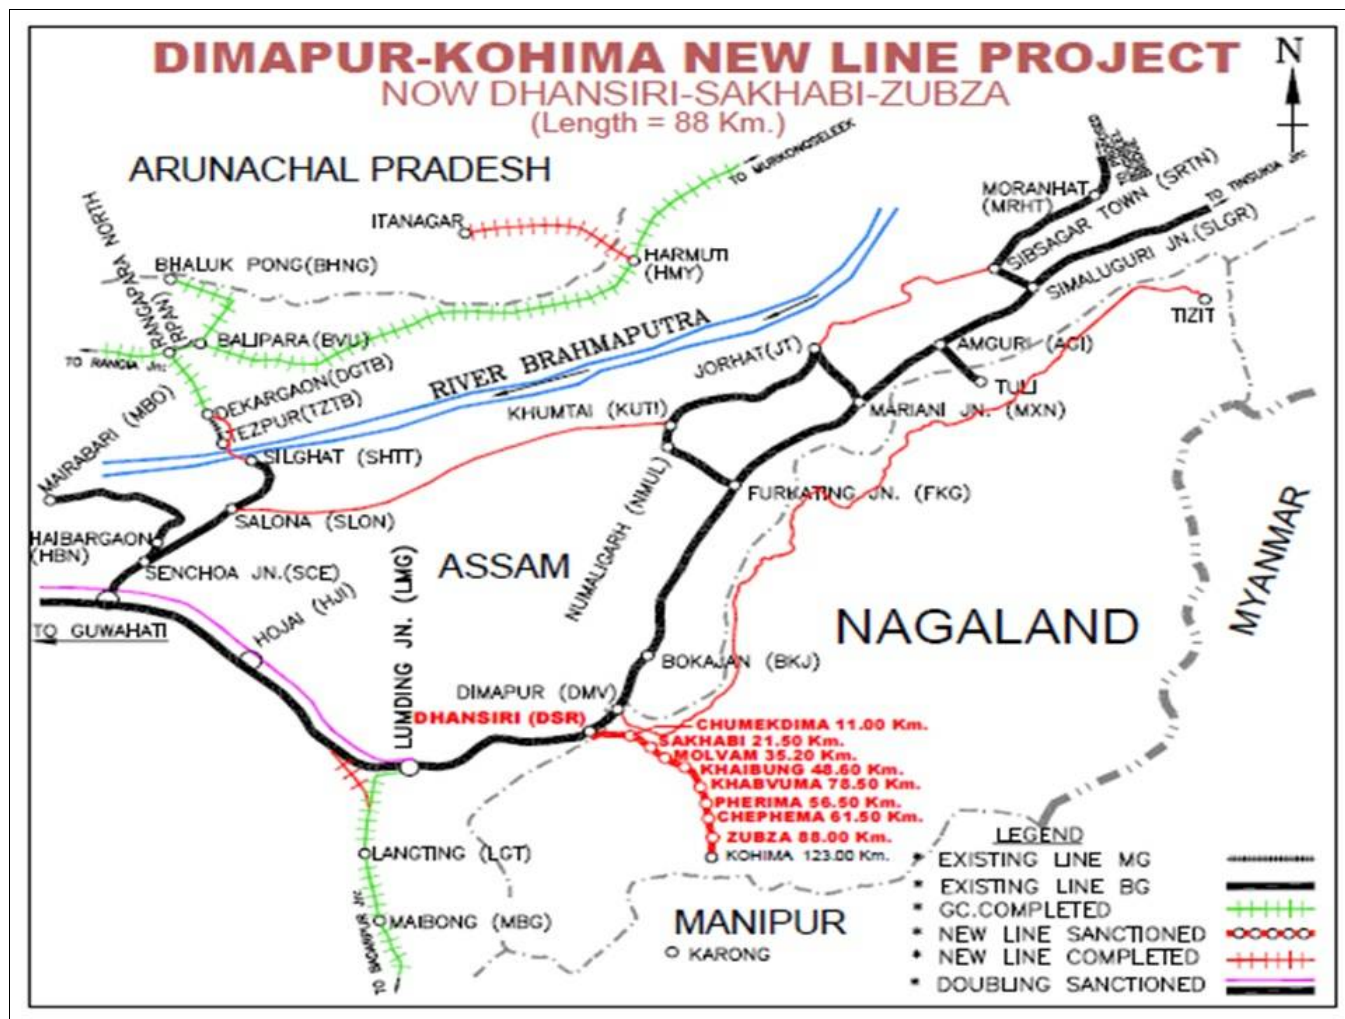 DIMAPUR-KOHIMA NEW LINE PROJECT
NOW DHANSIRI-SAKHABI-ZUBZA
(Length = 88 Km.)
N
ARUNACHAL PRADESH
TO MURKONGSELEK
MORANHAT
(MRHT)
SIBSAGAR TOWN (SRTN)
TO TINSUKIA Jn:
SIMALUGURI JN.(SLGR)
ITANAGAR
HARMUTI
(HMY)
RANGAPARA NORTH
(RPAN)
BHALUK PONG(BHNG)
BALIPARA (BVU)
TO RANGIA Jn:
RIVER BRAHMAPUTRA
TIZIT
JORHAT(JT)
AMGURI (AGI)
TULI
DEKARGAON(DGTB)
TEZPUR(TZTB)
KHUMTAI (KUTI)
MARIANI JN. (MXN)
MAIRABARI (MBO)
SILGHAT (SHTT)
FURKATING JN. (FKG)
NUMALIGARH (NMUL)
SALONA (SLON)
HAIBARGAON
(HBN)
SENCHOA JN.(SCE)
ASSAM
MYANMAR
NAGALAND
HOJAI (HJI)
TO GUWAHATI
LUMDING JN. (LMG)
BOKAJAN (BKJ)
DIMAPUR (DMV)
DHANSIRI (DSR)
CHUMEKDIMA 11.00 Km.
SAKHABI 21.50 Km.
MOLVAM 35.20 Km.
KHAIBUNG 48.60 Km.
KHABVUMA 78.50 Km.
PHERIMA 56.50 Km.
CHEPHEMA 61.50 Km.
ZUBZA 88.00 Km.
KOHIMA 123.00 Km.
LANGTING (LGT)
MAIBONG (MBG)
TO BADARPUR JN:
MANIPUR
KARONG
LEGEND
* EXISTING LINE MG
* EXISTING LINE BG
* GC.COMPLETED
* NEW LINE SANCTIONED
* NEW LINE COMPLETED
* DOUBLING SANCTIONED